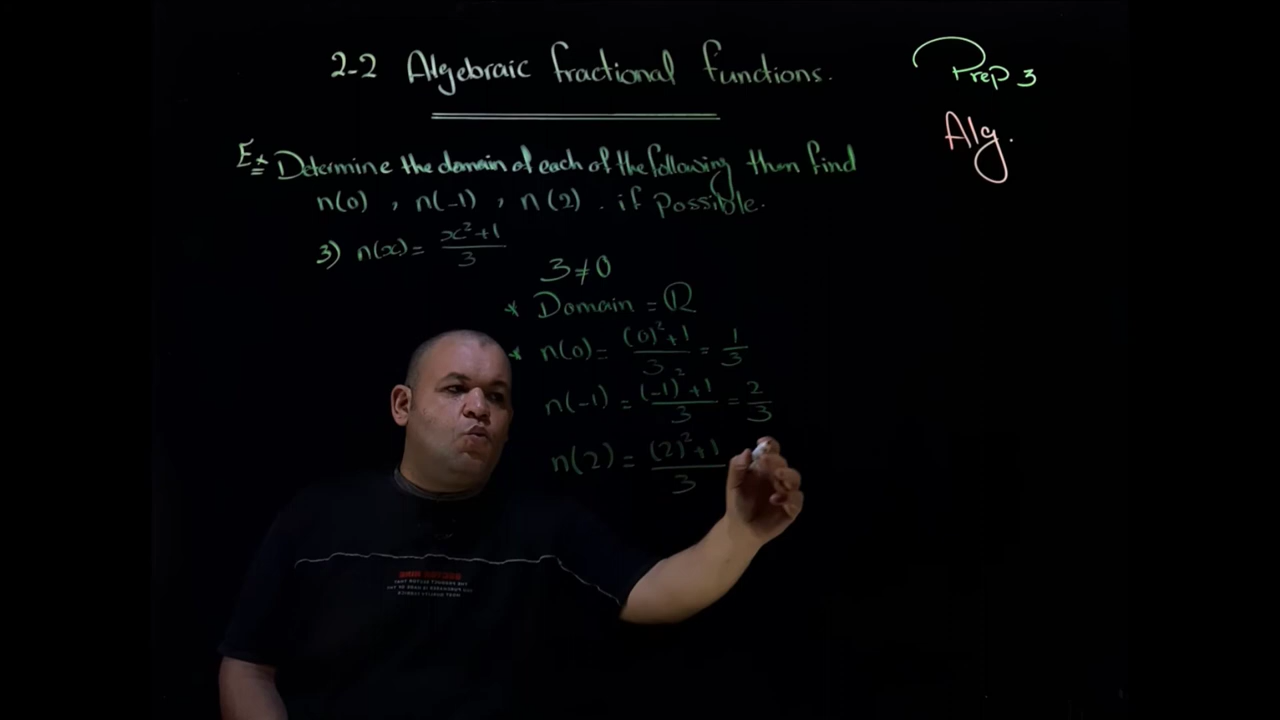 2-2 Algebraic fractional functions.
Prep 3
Alg.
Ex Determine the domain of each of the following then find
n(0) , n(-1) , n(2) . if possible.
3) n(x) = x²+1 / 3
3 ≠ 0
* Domain = ℝ
* n(0) = (0)²+1 / 3 = 1/3
n(-1) = (-1)²+1 / 3 = 2/3
n(2) = (2)²+1 / 3